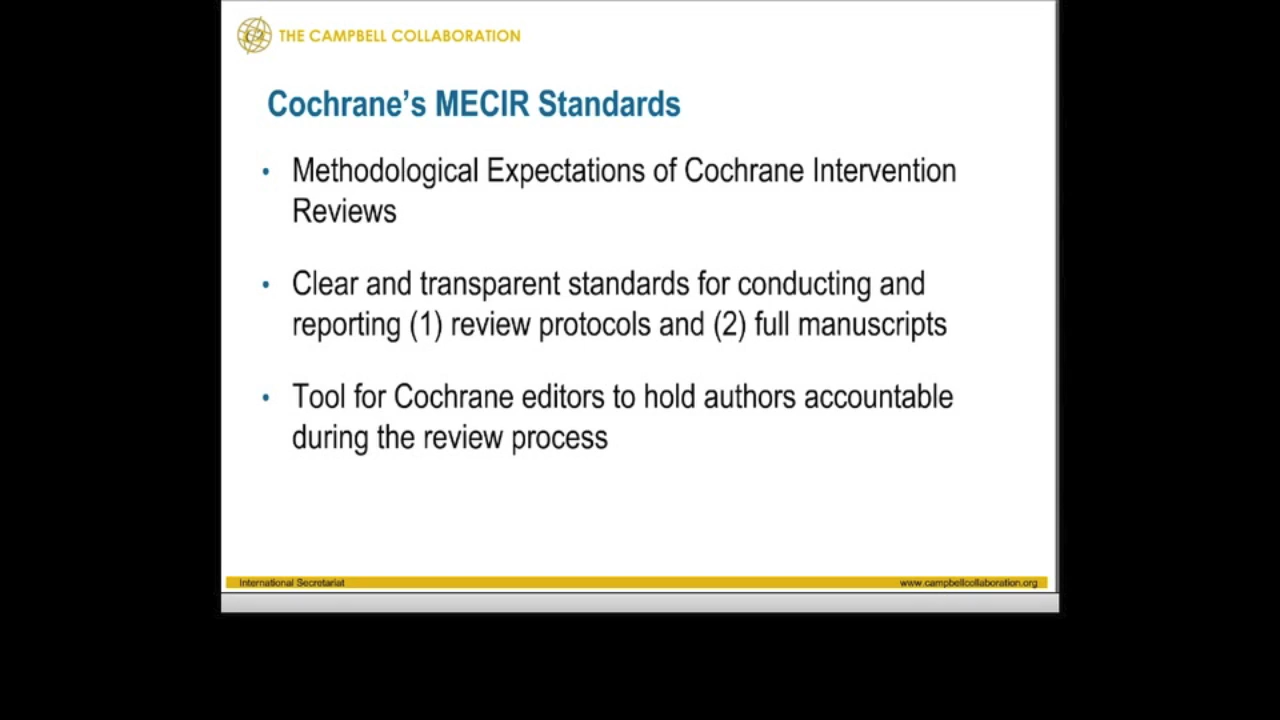 THE CAMPBELL COLLABORATION
Cochrane's MECIR Standards
• Methodological Expectations of Cochrane Intervention
Reviews
• Clear and transparent standards for conducting and
reporting (1) review protocols and (2) full manuscripts
• Tool for Cochrane editors to hold authors accountable
during the review process
International Secretariat
www.campbellcollaboration.org